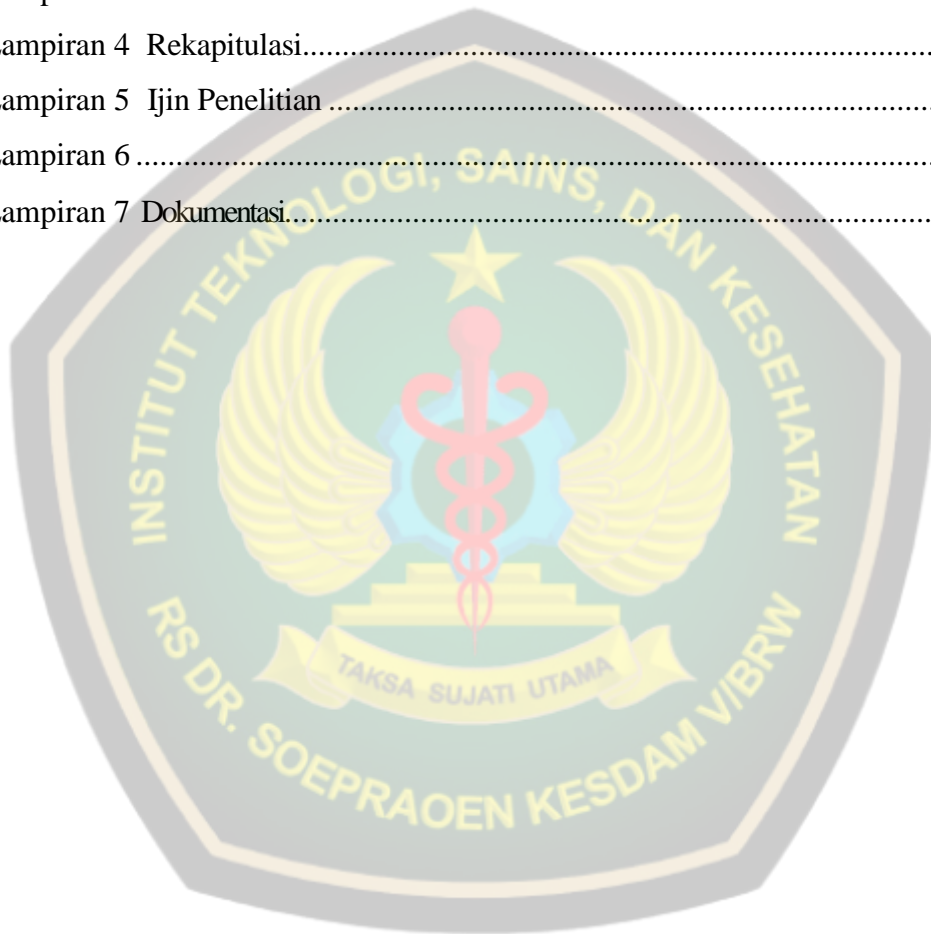 ampiran 4 Rekapitulasi
ampiran 5 Ijin Penelitian
ampiran 6
ampiran 7 Dokumentasi
INSTITUT TEKNOLOGI, SAINS, DAN KESEHATAN
TAKSA SUJATI UTAMA
RS DR. SOEPRAOEN KESDAM V/BRW